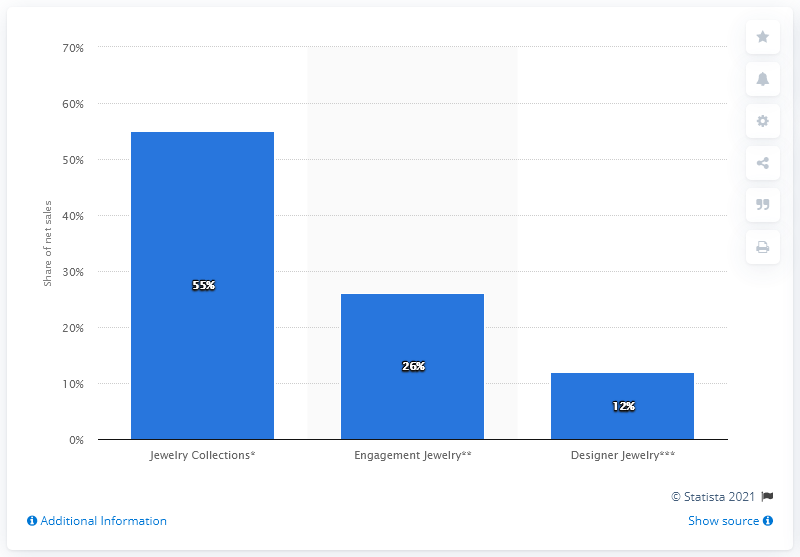 70%
60%
50%
40%
30%
20%
10%
0%
Share of net sales
55%
26%
12%
Jewelry Collections*
Engagement Jewelry**
Designer Jewelry***
© Statista 2021
Additional Information
Show source